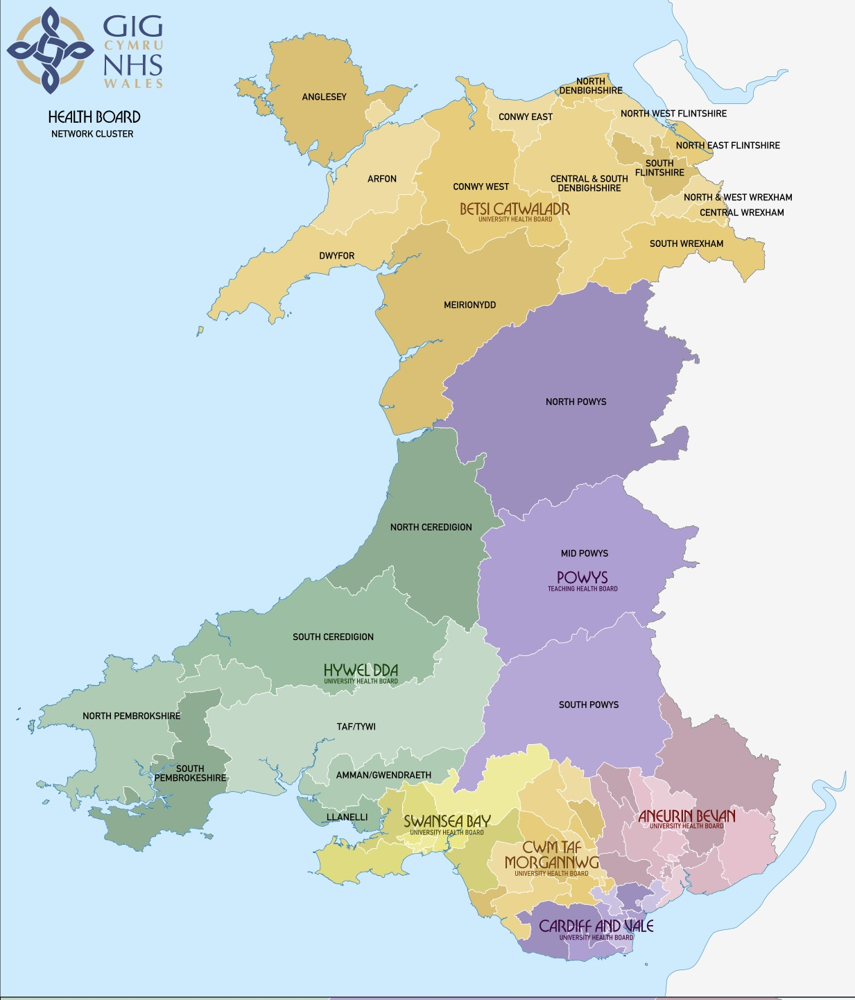 GIG
CYMRU
NHS
WALES
HEALTH BOARD
NETWORK CLUSTER
ANGLESEY
NORTH
DENBIGHSHIRE
CONWY EAST
NORTH WEST FLINTSHIRE
NORTH EAST FLINTSHIRE
SOUTH
FLINTSHIRE
ARFON
CONWY WEST
CENTRAL & SOUTH
DENBIGHSHIRE
NORTH & WEST WREXHAM
CENTRAL WREXHAM
BETSI CATWALADR
UNIVERSITY HEALTH BOARD
SOUTH WREXHAM
DWYFOR
MEIRIONYDD
NORTH POWYS
NORTH CEREDIGION
MID POWYS
POWYS
TEACHING HEALTH BOARD
SOUTH CEREDIGION
HYWEL DDA
UNIVERSITY HEALTH BOARD
SOUTH POWYS
NORTH PEMBROKSHIRE
TAF/TYWI
SOUTH
PEMBROKESHIRE
AMMAN/GWENDRAETH
LLANELLI
SWANSEA BAY
UNIVERSITY HEALTH BOARD
ANEURIN BEVAN
UNIVERSITY HEALTH BOARD
CWM TAF
MORGANNWG
UNIVERSITY HEALTH BOARD
CARDIFF AND VALE
UNIVERSITY HEALTH BOARD